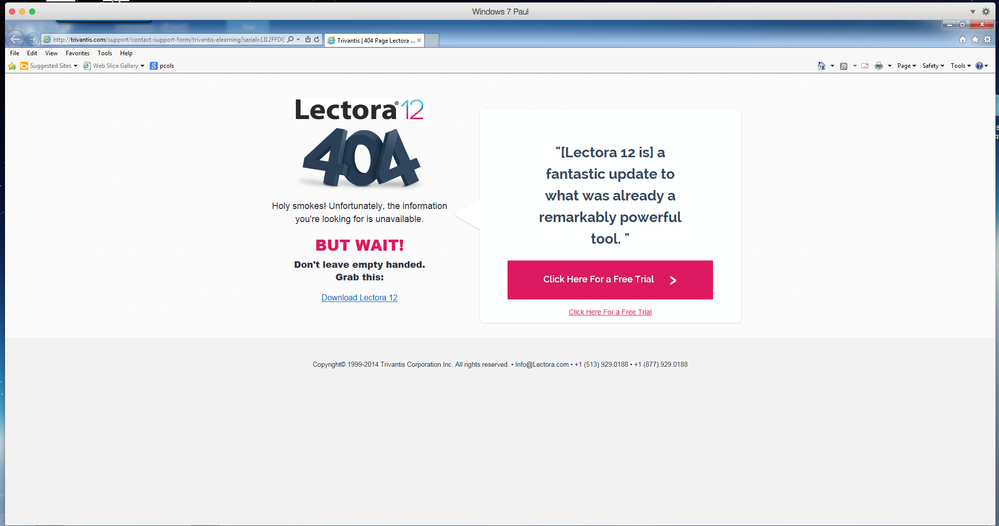 Windows 7 Paul
http://trivantis.com/support/contact-support-form/trivantis-elearning?serial=LI12FFDG
Trivantis | 404 Page Lectora ...
File Edit View Favorites Tools Help
Suggested Sites Web Slice Gallery pcols
Page Safety Tools
Lectora® 12
404
Holy smokes! Unfortunately, the information
you're looking for is unavailable.
BUT WAIT!
Don't leave empty handed.
Grab this:
Download Lectora 12
"[Lectora 12 is] a
fantastic update to
what was already a
remarkably powerful
tool. "
Click Here For a Free Trial >
Click Here For a Free Trial
Copyright© 1999-2014 Trivantis Corporation Inc. All rights reserved. • Info@Lectora.com • +1 (513) 929.0188 • +1 (877) 929.0188